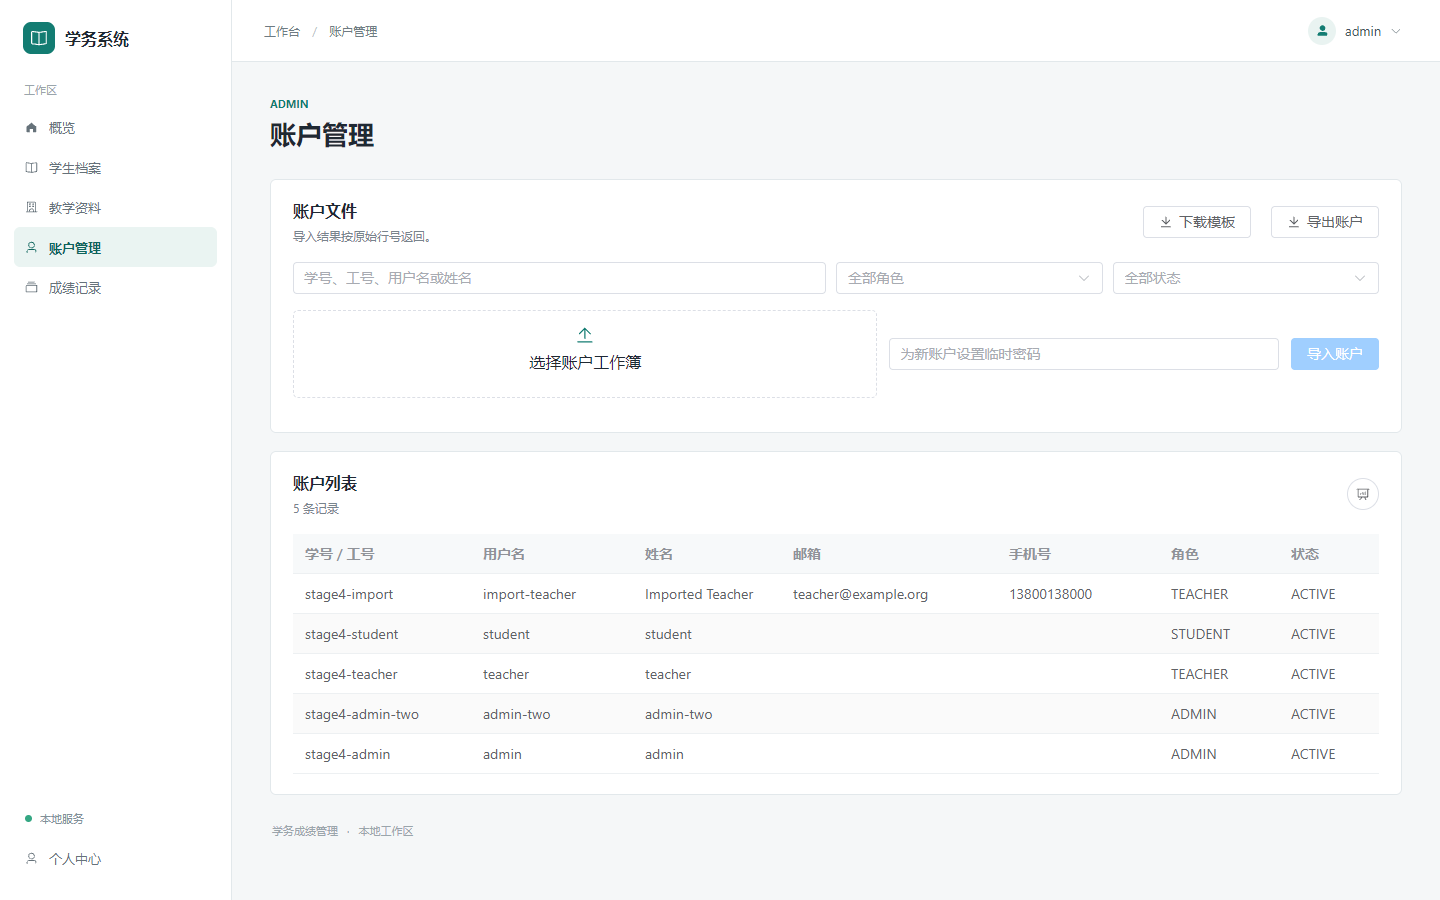 学务系统
工作区
概览
学生档案
教学资料
账户管理
成绩记录
本地服务
个人中心
工作台 / 账户管理
admin
ADMIN
账户管理
账户文件
导入结果按原始行号返回。
下载模板
导出账户
学号、工号、用户名或姓名
全部角色
全部状态
选择账户工作簿
为新账户设置临时密码
导入账户
账户列表
5 条记录
学号 / 工号 用户名 姓名 邮箱 手机号 角色 状态
stage4-import import-teacher Imported Teacher teacher@example.org 13800138000 TEACHER ACTIVE
stage4-student student student STUDENT ACTIVE
stage4-teacher teacher teacher TEACHER ACTIVE
stage4-admin-two admin-two admin-two ADMIN ACTIVE
stage4-admin admin admin ADMIN ACTIVE
学务成绩管理 · 本地工作区